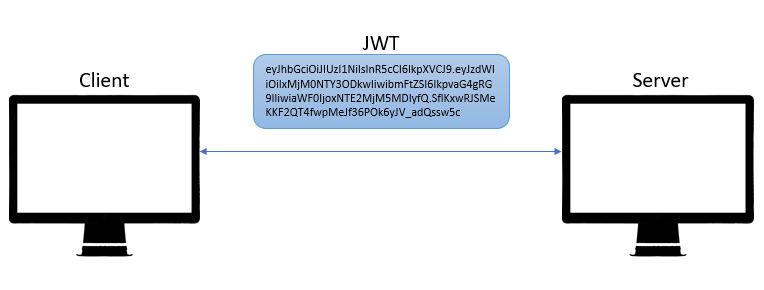 JWT
Client
Server
eyJhbGciOiJIUzI1NiIsInR5cCI6IkpXVCJ9.eyJzdWI
iOiIxMjM0NTY3ODkwIiwibmFtZSI6IkpvaG4gRG
9lIiwiaWF0IjoxNTE2MjM5MDIyfQ.SflKxwRJSMe
KKF2QT4fwpMeJf36POk6yJV_adQssw5c